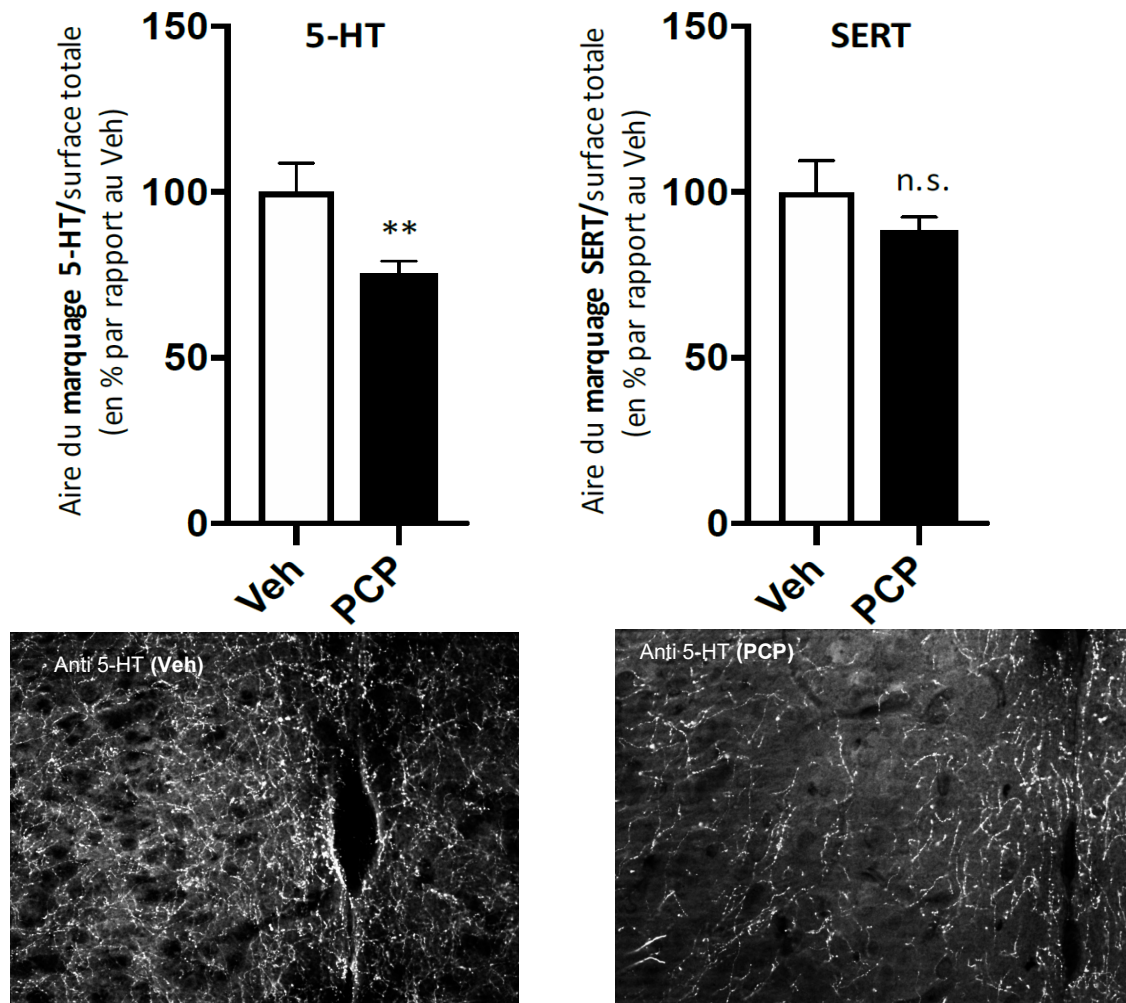 5-HT
Aire du marquage 5-HT/surface totale
(en % par rapport au Veh)
150
100
50
0
**
Veh
PCP
SERT
Aire du marquage SERT/surface totale
(en % par rapport au Veh)
150
100
50
0
n.s.
Veh
PCP
Anti 5-HT (Veh)
Anti 5-HT (PCP)